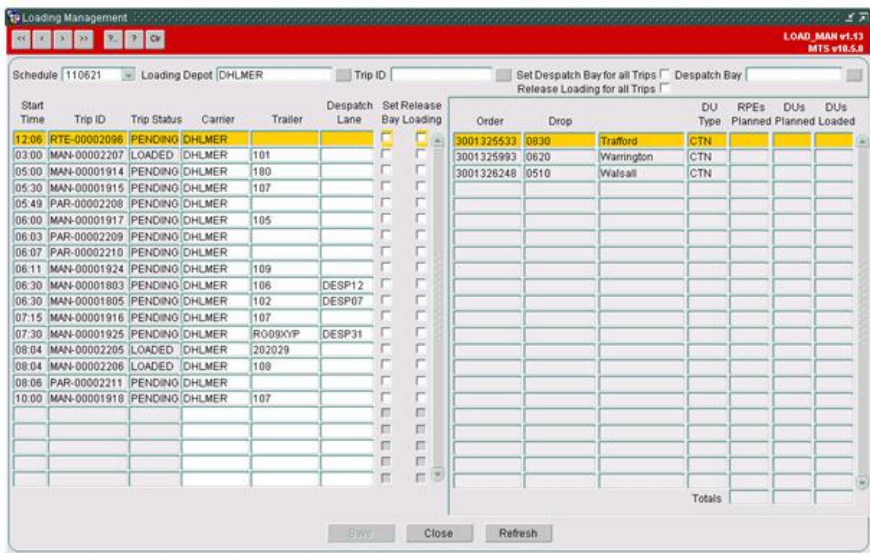 Loading Management
<< < > >> ?.. ? Clr
LOAD_MAN v1.13
MTS v10.5.0
Schedule 110621 Loading Depot DHLMER Trip ID Set Despatch Bay for all Trips Despatch Bay
Release Loading for all Trips
Start Time Trip ID Trip Status Carrier Trailer Despatch Lane Set Bay Release Loading
12:06 RTE-00002096 PENDING DHLMER
03:00 MAN-00002207 LOADED DHLMER 101
05:00 MAN-00001914 PENDING DHLMER 180
05:30 MAN-00001915 PENDING DHLMER 107
05:49 PAR-00002208 PENDING DHLMER
06:00 MAN-00001917 PENDING DHLMER 105
06:03 PAR-00002209 PENDING DHLMER
06:07 PAR-00002210 PENDING DHLMER
06:11 MAN-00001924 PENDING DHLMER 109
06:30 MAN-00001803 PENDING DHLMER 106 DESP12
06:30 MAN-00001805 PENDING DHLMER 102 DESP07
07:15 MAN-00001916 PENDING DHLMER 107
07:30 MAN-00001925 PENDING DHLMER RG09XYP DESP31
08:04 MAN-00002205 LOADED DHLMER 202029
08:04 MAN-00002206 LOADED DHLMER 108
08:06 PAR-00002211 PENDING DHLMER
10:00 MAN-00001918 PENDING DHLMER 107
Order Drop DU Type RPEs Planned DUs Planned DUs Loaded
3001325533 0830 Trafford CTN
3001325993 0620 Warrington CTN
3001326248 0510 Walsall CTN
Totals
Save Close Refresh